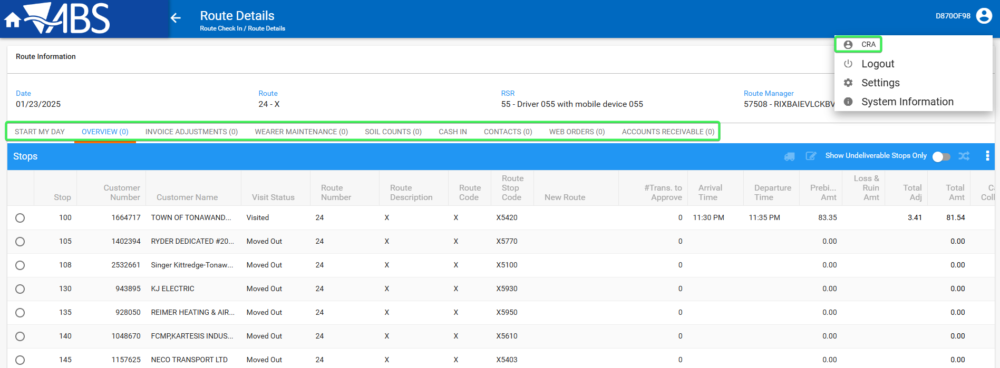 ABS
Route Details
Route Check In / Route Details
D870OF98
CRA
Logout
Settings
System Information
Route Information
Date
01/23/2025
Route
24 - X
RSR
55 - Driver 055 with mobile device 055
Route Manager
57508 - RIXBAIEVLCKBV
START MY DAY OVERVIEW (0) INVOICE ADJUSTMENTS (0) WEARER MAINTENANCE (0) SOIL COUNTS (0) CASH IN CONTACTS (0) WEB ORDERS (0) ACCOUNTS RECEIVABLE (0)
Stops Show Undeliverable Stops Only
Stop
Customer
Number
Customer Name
Visit Status
Route
Number
Route
Description
Route
Code
Route
Stop
Code
New Route
#Trans. to
Approve
Arrival
Time
Departure
Time
Prebi...
Amt
Loss &
Ruin
Amt
Total
Adj
Total
Amt
Ca
Coll
100 1664717 TOWN OF TONAWAND... Visited 24 X X X5420 0 11:30 PM 11:35 PM 83.35 3.41 81.54
105 1402394 RYDER DEDICATED #20... Moved Out 24 X X X5770 0 0.00 0.00
108 2532661 Singer Kittredge-Tonaw... Moved Out 24 X X X5100 0 0.00 0.00
130 943895 KJ ELECTRIC Moved Out 24 X X X5930 0 0.00 0.00
135 928050 REIMER HEATING & AIR... Moved Out 24 X X X5950 0 0.00 0.00
140 1048670 FCMP,KARTESIS INDUS... Moved Out 24 X X X5610 0 0.00 0.00
145 1157625 NECO TRANSPORT LTD Moved Out 24 X X X5403 0 0.00 0.00